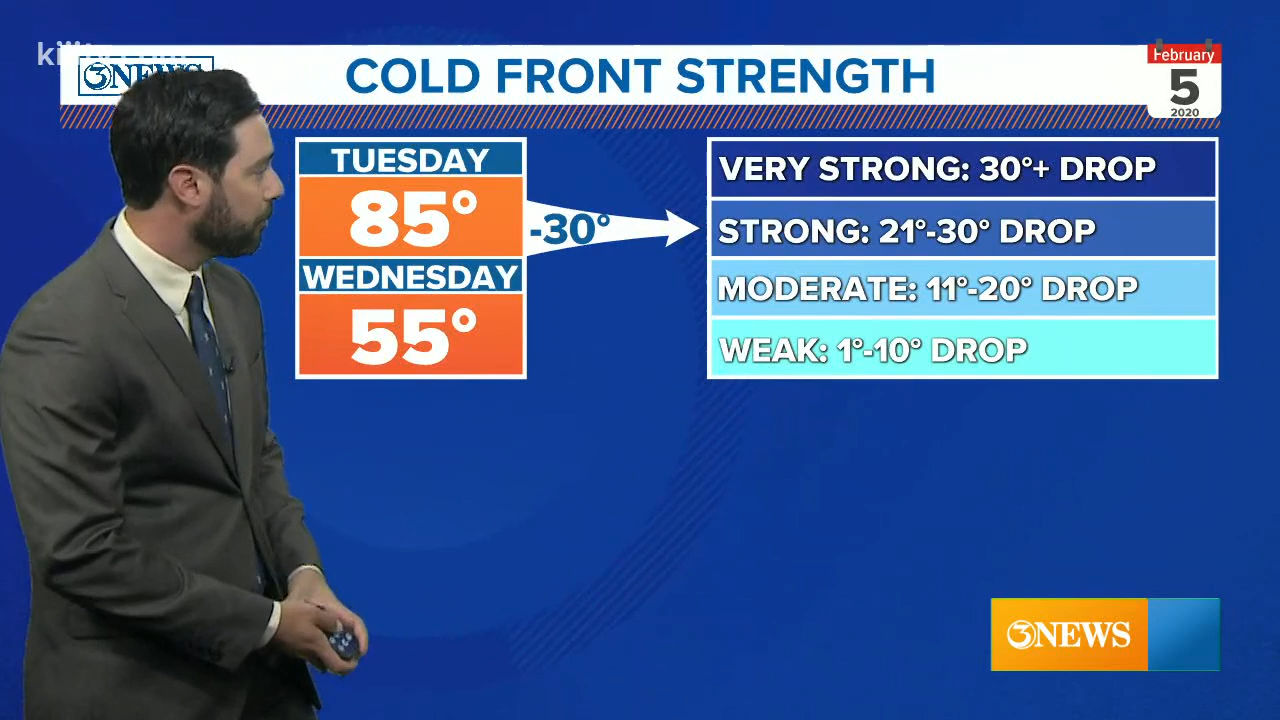 3NEWS
COLD FRONT STRENGTH
February
5
2020
TUESDAY
85°
-30°
WEDNESDAY
55°
VERY STRONG: 30°+ DROP
STRONG: 21°-30° DROP
MODERATE: 11°-20° DROP
WEAK: 1°-10° DROP
3NEWS